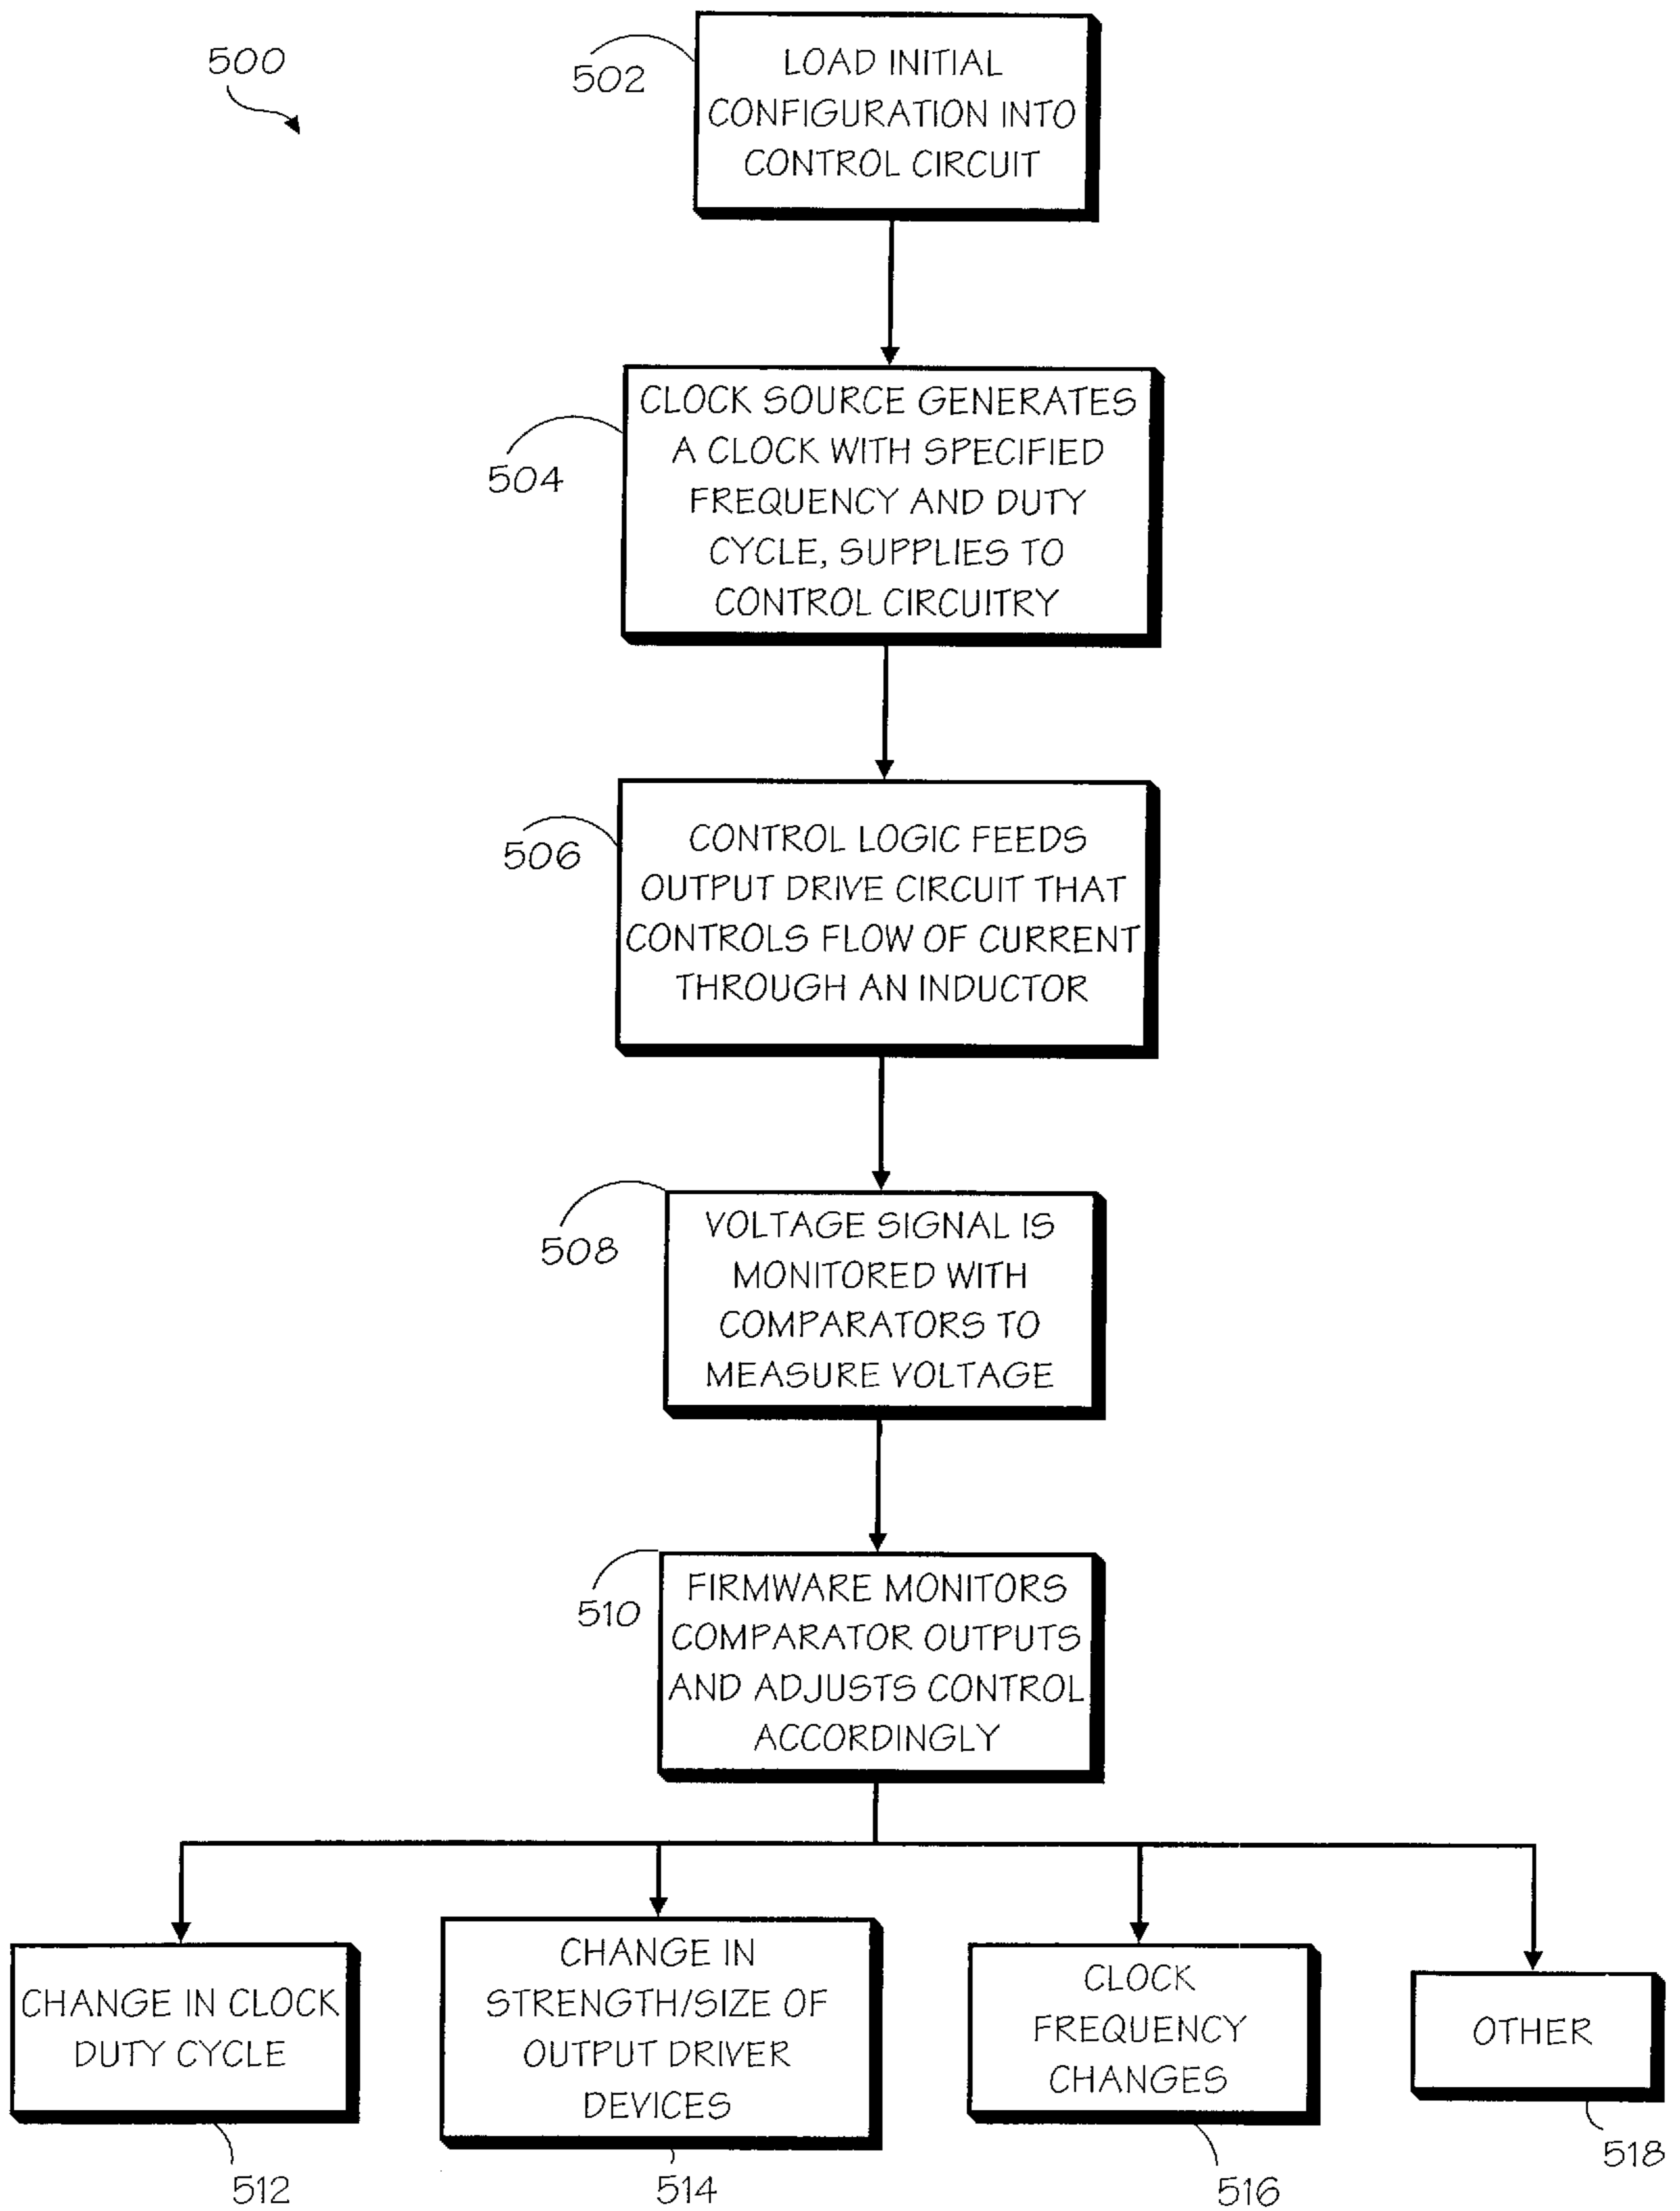 500
502
LOAD INITIAL
CONFIGURATION INTO
CONTROL CIRCUIT
504
CLOCK SOURCE GENERATES
A CLOCK WITH SPECIFIED
FREQUENCY AND DUTY
CYCLE, SUPPLIES TO
CONTROL CIRCUITRY
506
CONTROL LOGIC FEEDS
OUTPUT DRIVE CIRCUIT THAT
CONTROLS FLOW OF CURRENT
THROUGH AN INDUCTOR
508
VOLTAGE SIGNAL IS
MONITORED WITH
COMPARATORS TO
MEASURE VOLTAGE
510
FIRMWARE MONITORS
COMPARATOR OUTPUTS
AND ADJUSTS CONTROL
ACCORDINGLY
CHANGE IN CLOCK
DUTY CYCLE
512
CHANGE IN
STRENGTH/SIZE OF
OUTPUT DRIVER
DEVICES
514
CLOCK
FREQUENCY
CHANGES
516
OTHER
518